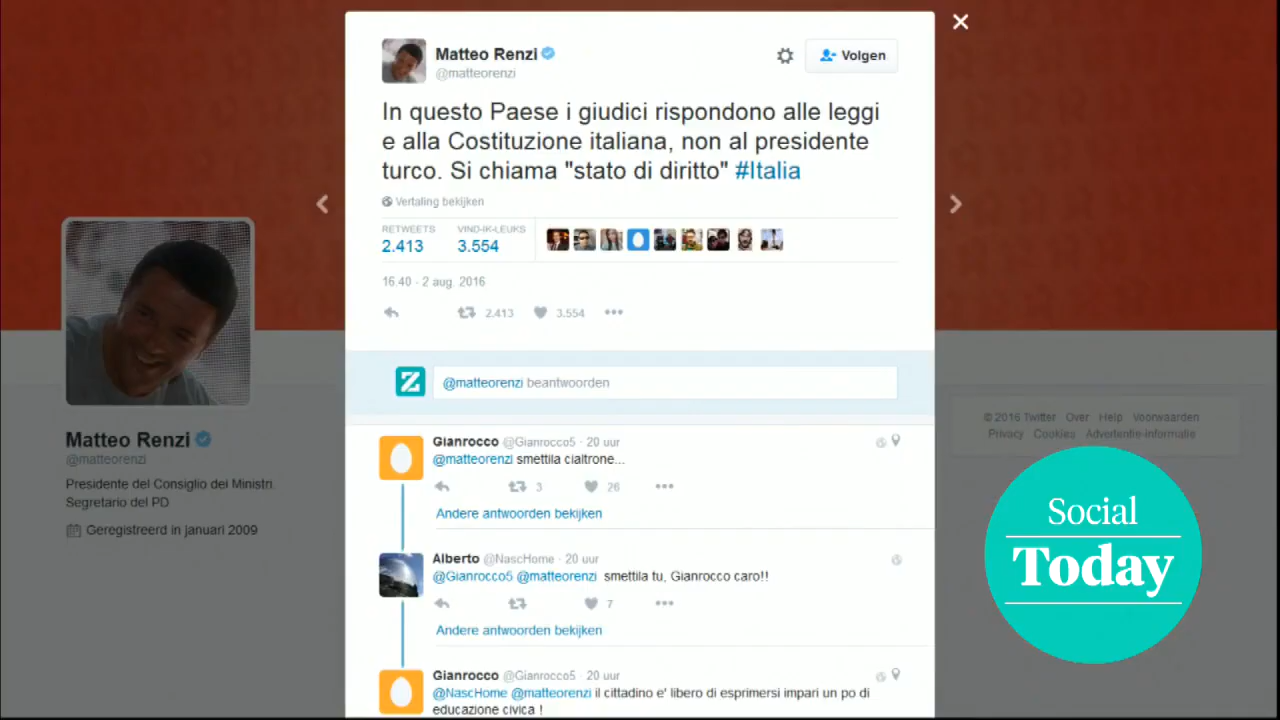 Matteo Renzi
@matteorenzi
Volgen
In questo Paese i giudici rispondono alle leggi
e alla Costituzione italiana, non al presidente
turco. Si chiama "stato di diritto" #Italia
Vertaling bekijken
RETWEETS VIND-IK-LEUKS
2.413 3.554
16:40 - 2 aug. 2016
2.413 3.554
@matteorenzi beantwoorden
Gianrocco @Gianrocco5 · 20 uur
@matteorenzi smettila cialtrone...
3 26
Andere antwoorden bekijken
Alberto @NascHome · 20 uur
@Gianrocco5 @matteorenzi smettila tu, Gianrocco caro!!
7
Andere antwoorden bekijken
Gianrocco @Gianrocco5 · 20 uur
@NascHome @matteorenzi il cittadino e' libero di esprimersi impari un po di
educazione civica !
Matteo Renzi
@matteorenzi
Presidente del Consiglio dei Ministri.
Segretario del PD
Geregistreerd in januari 2009
© 2016 Twitter Over Help Voorwaarden
Privacy Cookies Advertentie-informatie
Social
Today